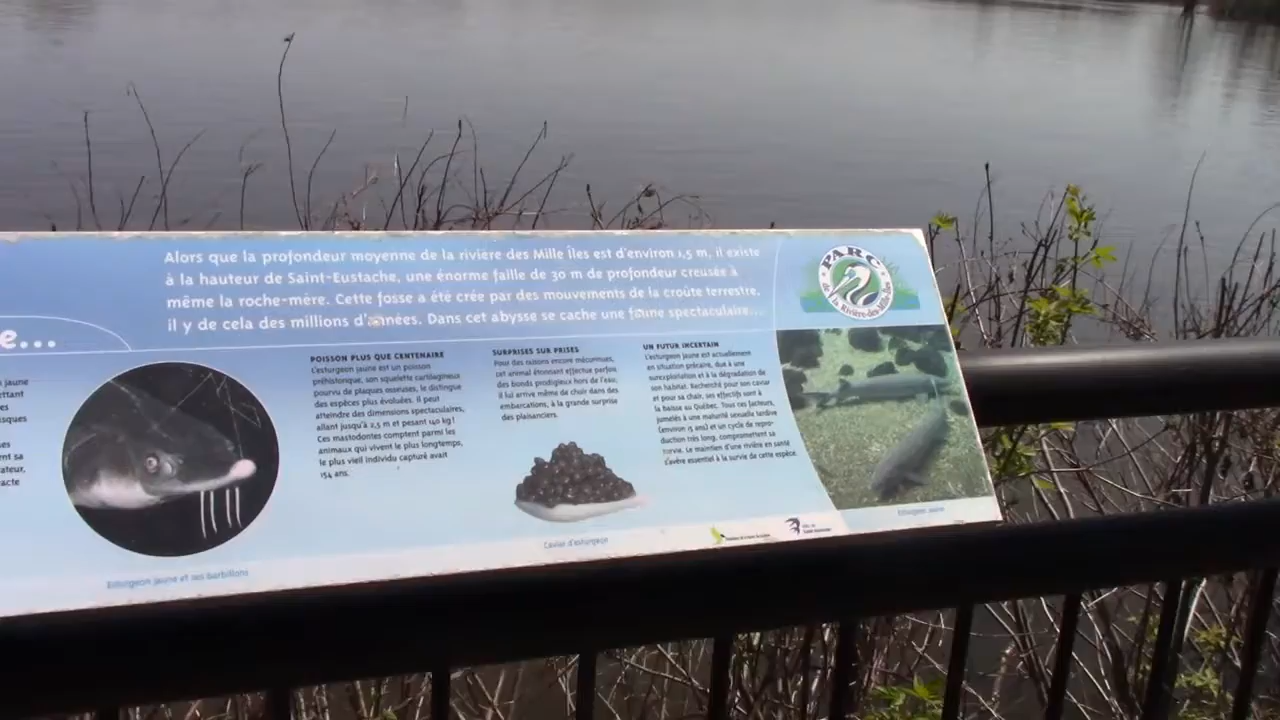 Alors que la profondeur moyenne de la rivière des Mille Îles est d'environ 1,5 m, il existe
à la hauteur de Saint-Eustache, une énorme faille de 30 m de profondeur creusée à
même la roche-mère. Cette fosse a été crée par des mouvements de la croûte terrestre,
il y de cela des millions d'années. Dans cet abysse se cache une faune spectaculaire...
PARC
de la Rivière-des-Mille-Îles
e...
jaune
POISSON PLUS QUE CENTENAIRE
L'esturgeon jaune est un poisson
préhistorique, son squelette cartilagineux
pourvu de plaques osseuses, le distingue
des espèces plus évoluées. Il peut
atteindre des dimensions spectaculaires,
allant jusqu'à 2,5 m et pesant 140 kg!
Ces mastodontes comptent parmi les
animaux qui vivent le plus longtemps,
le plus vieil individu capturé avait
154 ans.
Esturgeon jaune et ses barbillons
SURPRISES SUR PRISES
Pour des raisons encore méconnues,
cet animal étonnant effectue parfois
des bonds prodigieux hors de l'eau;
il lui arrive même de choir dans des
embarcations, à la grande surprise
des plaisanciers.
Caviar d'esturgeon
UN FUTUR INCERTAIN
L'esturgeon jaune est actuellement
en situation précaire, due à une
surexploitation et à la dégradation de
son habitat. Recherché pour son caviar
et pour sa chair, ses effectifs sont à
la baisse au Québec. Tous ces facteurs,
jumelés à une maturité sexuelle tardive
(environ 15 ans) et un cycle de repro-
duction très long, compromettent sa
survie. Le maintien d'une rivière en santé
s'avère essentiel à la survie de cette espèce.
Esturgeon jaune